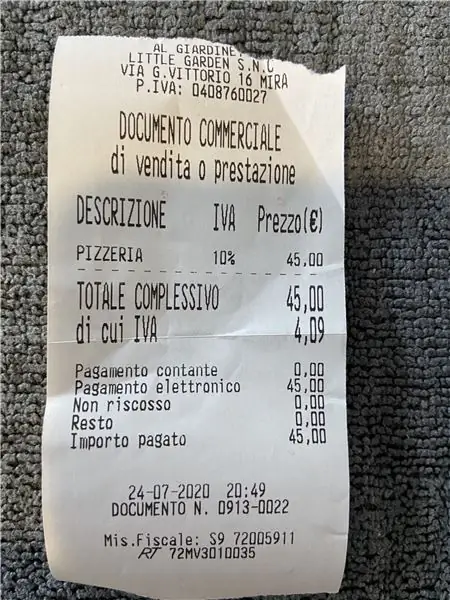 AL GIARDINE
LITTLE GARDEN S.N.C
VIA G.VITTORIO 16 MIRA
P.IVA: 0408760027
DOCUMENTO COMMERCIALE
di vendita o prestazione
DESCRIZIONE IVA Prezzo(€)
PIZZERIA 10% 45,00
TOTALE COMPLESSIVO 45,00
di cui IVA 4,09
Pagamento contante 0,00
Pagamento elettronico 45,00
Non riscosso 0,00
Resto 0,00
Importo pagato 45,00
24-07-2020 20:49
DOCUMENTO N. 0913-0022
Mis.Fiscale: S9 72005911
RT 72MV3010035